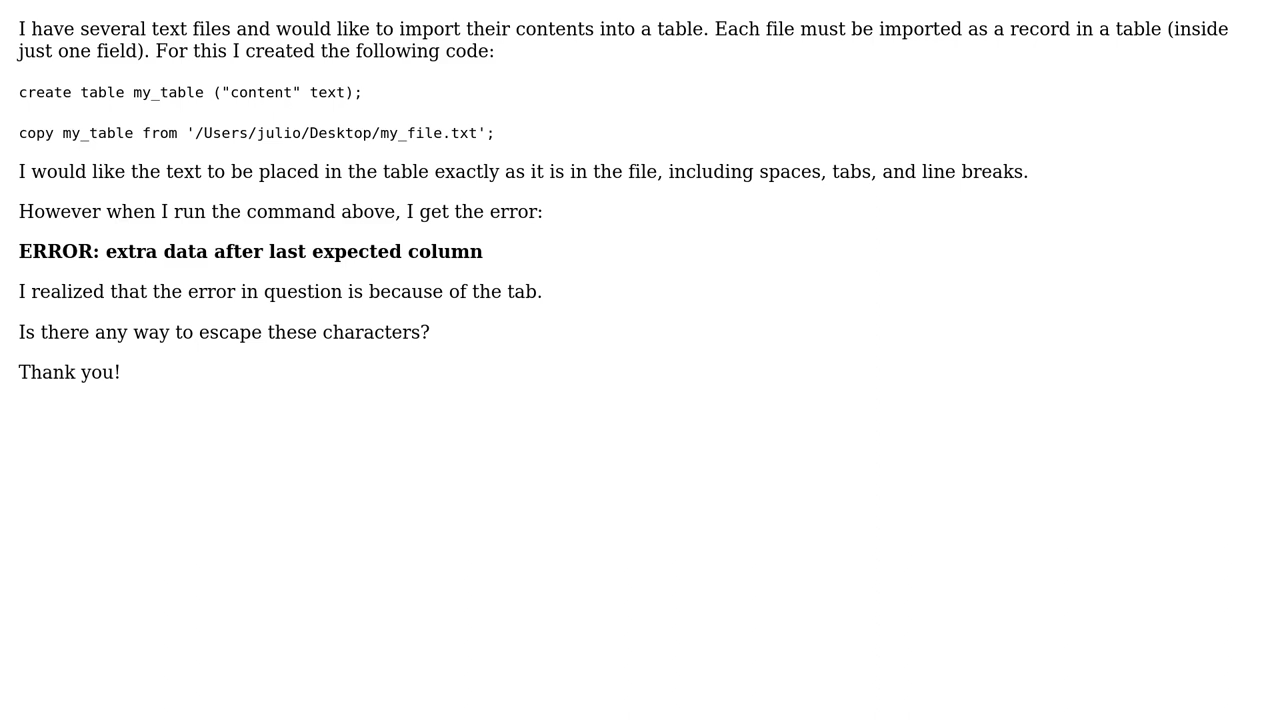 I have several text files and would like to import their contents into a table. Each file must be imported as a record in a table (inside
just one field). For this I created the following code:
create table my_table ("content" text);
copy my_table from '/Users/julio/Desktop/my_file.txt';
I would like the text to be placed in the table exactly as it is in the file, including spaces, tabs, and line breaks.
However when I run the command above, I get the error:
ERROR: extra data after last expected column
I realized that the error in question is because of the tab.
Is there any way to escape these characters?
Thank you!